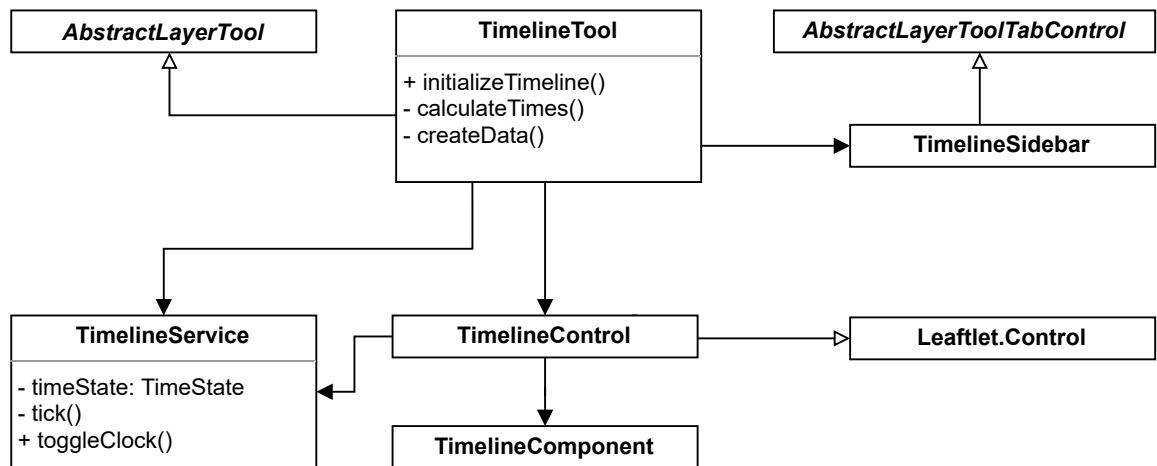 AbstractLayerTool
TimelineTool
+ initializeTimeline()
- calculateTimes()
- createData()
AbstractLayerToolTabControl
TimelineSidebar
TimelineService
- timeState: TimeState
- tick()
+ toggleClock()
TimelineControl
Leaftlet.Control
TimelineComponent